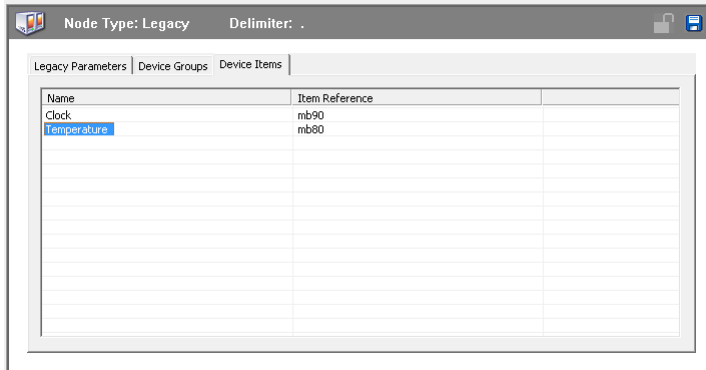 Node Type: Legacy Delimiter: .
Legacy Parameters Device Groups Device Items
Name Item Reference
Clock mb90
Temperature mb80